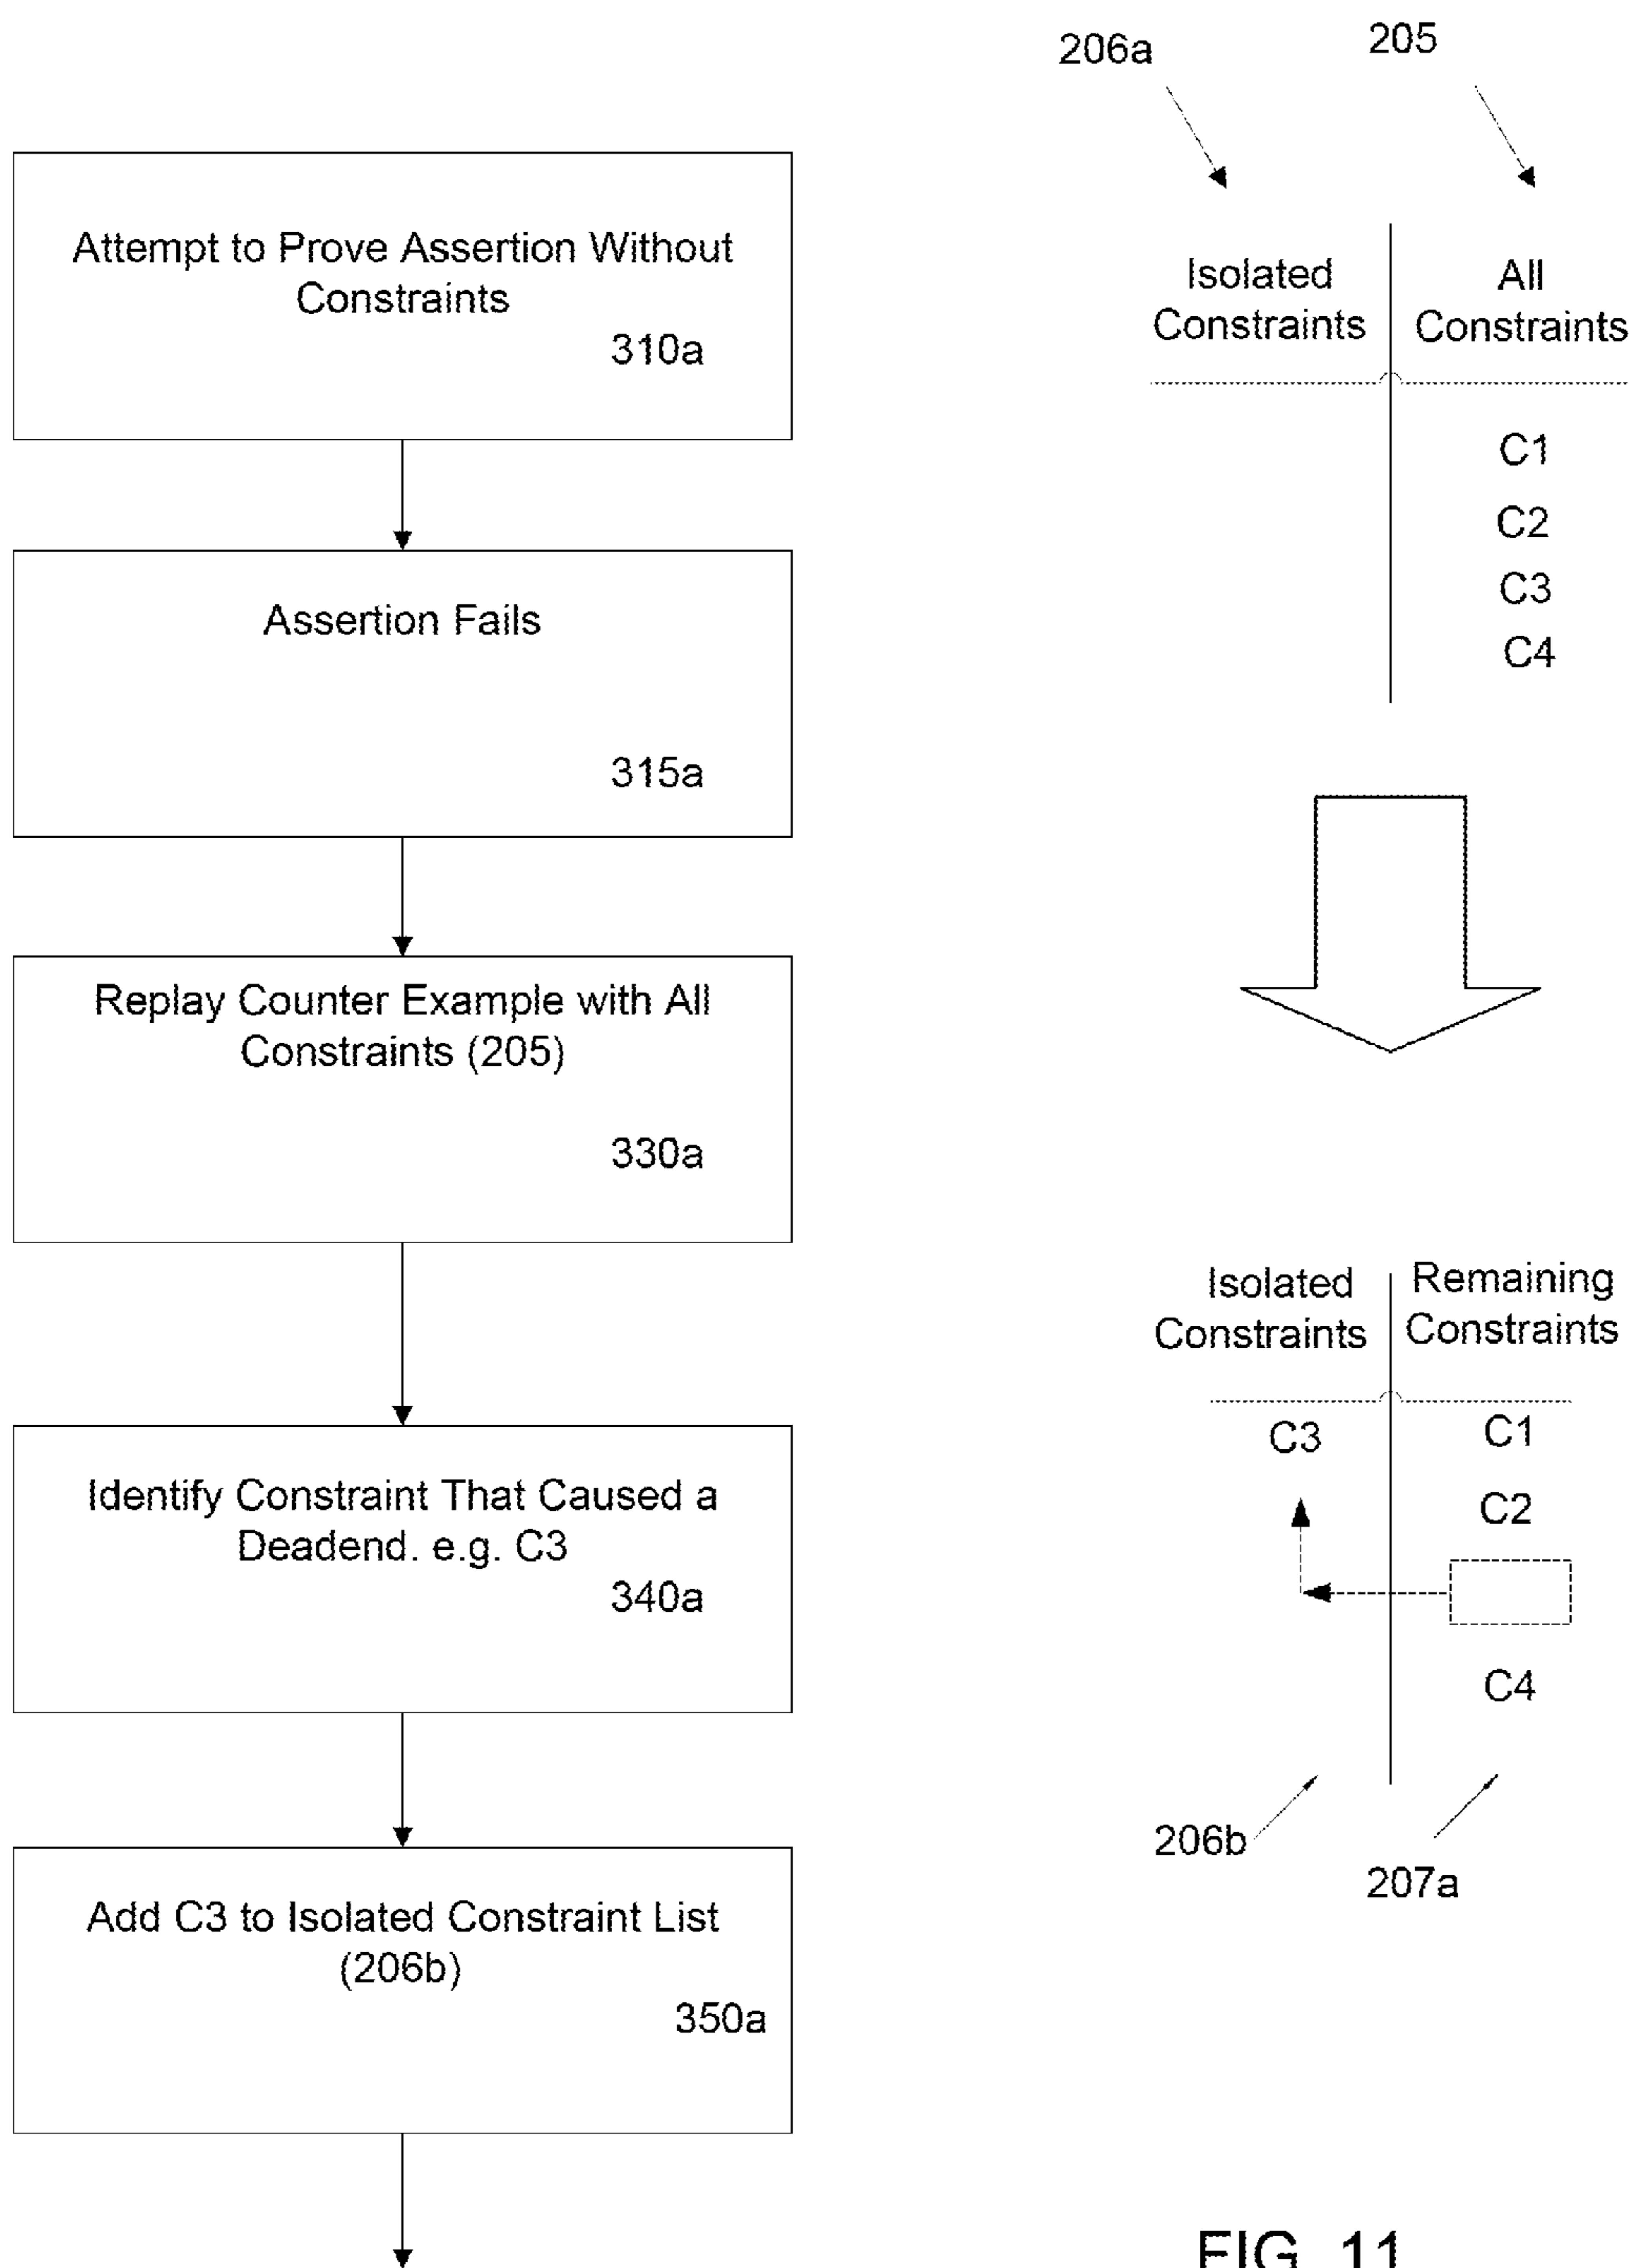 Attempt to Prove Assertion Without
Constraints
310a
Assertion Fails
315a
Replay Counter Example with All
Constraints (205)
330a
Identify Constraint That Caused a
Deadend. e.g. C3
340a
Add C3 to Isolated Constraint List
(206b)
350a
206a
205
Isolated
Constraints
All
Constraints
C1
C2
C3
C4
Isolated
Constraints
Remaining
Constraints
C3
C1
C2
C4
206b
207a
FIG. 11